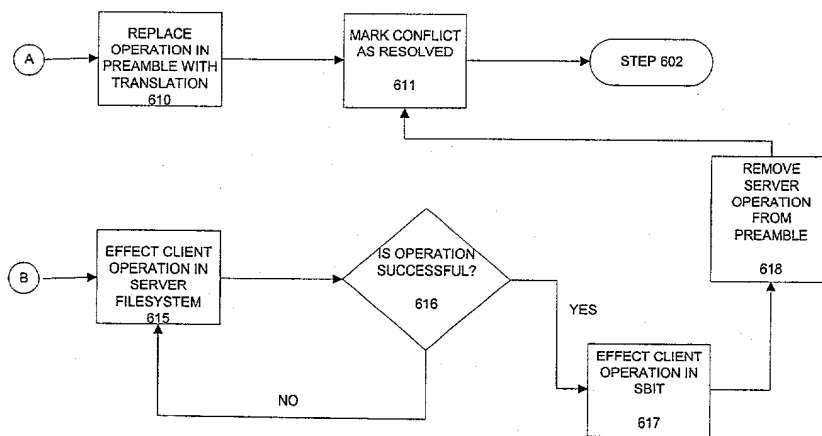 A
REPLACE
OPERATION IN
PREAMBLE WITH
TRANSLATION
610
MARK CONFLICT
AS RESOLVED
611
STEP 602
REMOVE
SERVER
OPERATION
FROM
PREAMBLE
618
B
EFFECT CLIENT
OPERATION IN
SERVER
FILESYSTEM
615
IS OPERATION
SUCCESSFUL?
616
YES
NO
EFFECT CLIENT
OPERATION IN
SBIT
617